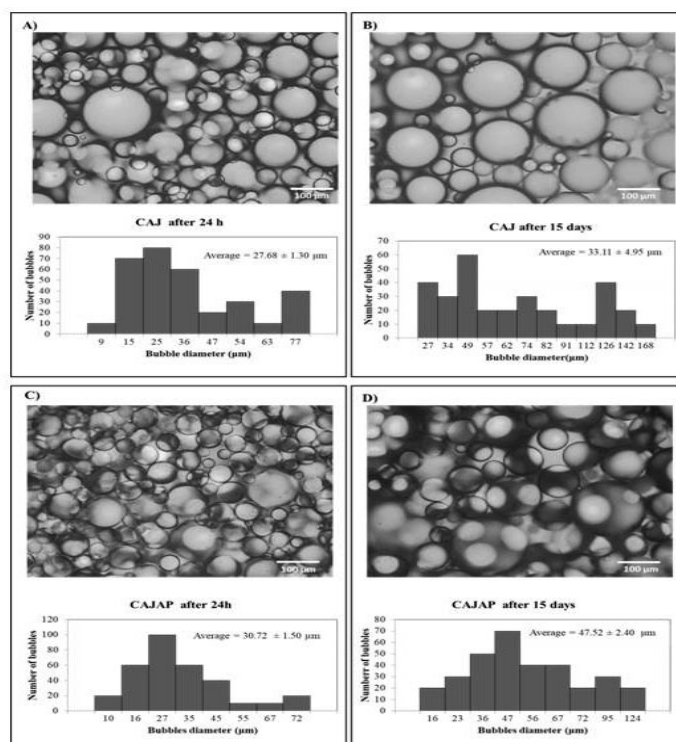 A)
100 µm
CAJ after 24 h
Number of bubbles
90
80
70
60
50
40
30
20
10
0
Average = 27.68 ± 1.30 µm
9 15 25 36 47 54 63 77
Bubble diameter (µm)
B)
100 µm
CAJ after 15 days
Number of bubbles
70
60
50
40
30
20
10
0
Average = 33.11 ± 4.95 µm
27 34 49 57 62 74 82 91 112 126 142 168
Bubble diameter(µm)
C)
100 µm
CAJAP after 24h
Number of bubbles
120
100
80
60
40
20
0
Average = 30.72 ± 1.50 µm
10 16 27 35 45 55 67 72
Bubbles diameter (µm)
D)
100 µm
CAJAP after 15 days
Numberr of bubbles
80
70
60
50
40
30
20
10
0
Average = 47.52 ± 2.40 µm
16 23 36 47 56 67 72 95 124
Bubbles diameter (µm)